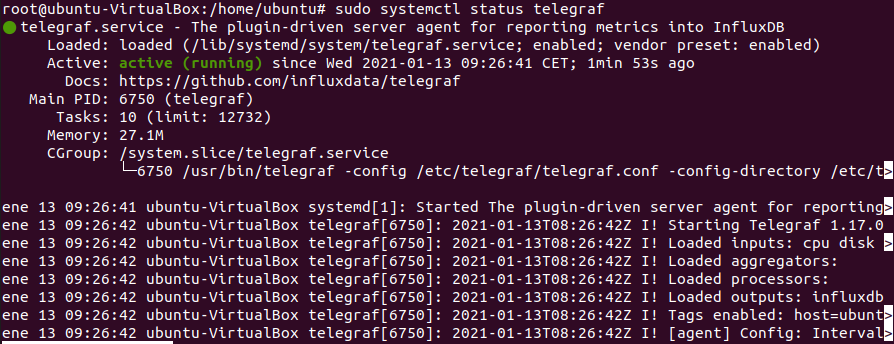 root@ubuntu-VirtualBox:/home/ubuntu# sudo systemctl status telegraf
● telegraf.service - The plugin-driven server agent for reporting metrics into InfluxDB
Loaded: loaded (/lib/systemd/system/telegraf.service; enabled; vendor preset: enabled)
Active: active (running) since Wed 2021-01-13 09:26:41 CET; 1min 53s ago
Docs: https://github.com/influxdata/telegraf
Main PID: 6750 (telegraf)
Tasks: 10 (limit: 12732)
Memory: 27.1M
CGroup: /system.slice/telegraf.service
└─6750 /usr/bin/telegraf -config /etc/telegraf/telegraf.conf -config-directory /etc/t>
ene 13 09:26:41 ubuntu-VirtualBox systemd[1]: Started The plugin-driven server agent for reporting>
ene 13 09:26:42 ubuntu-VirtualBox telegraf[6750]: 2021-01-13T08:26:42Z I! Starting Telegraf 1.17.0
ene 13 09:26:42 ubuntu-VirtualBox telegraf[6750]: 2021-01-13T08:26:42Z I! Loaded inputs: cpu disk >
ene 13 09:26:42 ubuntu-VirtualBox telegraf[6750]: 2021-01-13T08:26:42Z I! Loaded aggregators:
ene 13 09:26:42 ubuntu-VirtualBox telegraf[6750]: 2021-01-13T08:26:42Z I! Loaded processors:
ene 13 09:26:42 ubuntu-VirtualBox telegraf[6750]: 2021-01-13T08:26:42Z I! Loaded outputs: influxdb
ene 13 09:26:42 ubuntu-VirtualBox telegraf[6750]: 2021-01-13T08:26:42Z I! Tags enabled: host=ubunt>
ene 13 09:26:42 ubuntu-VirtualBox telegraf[6750]: 2021-01-13T08:26:42Z I! [agent] Config: Interval>